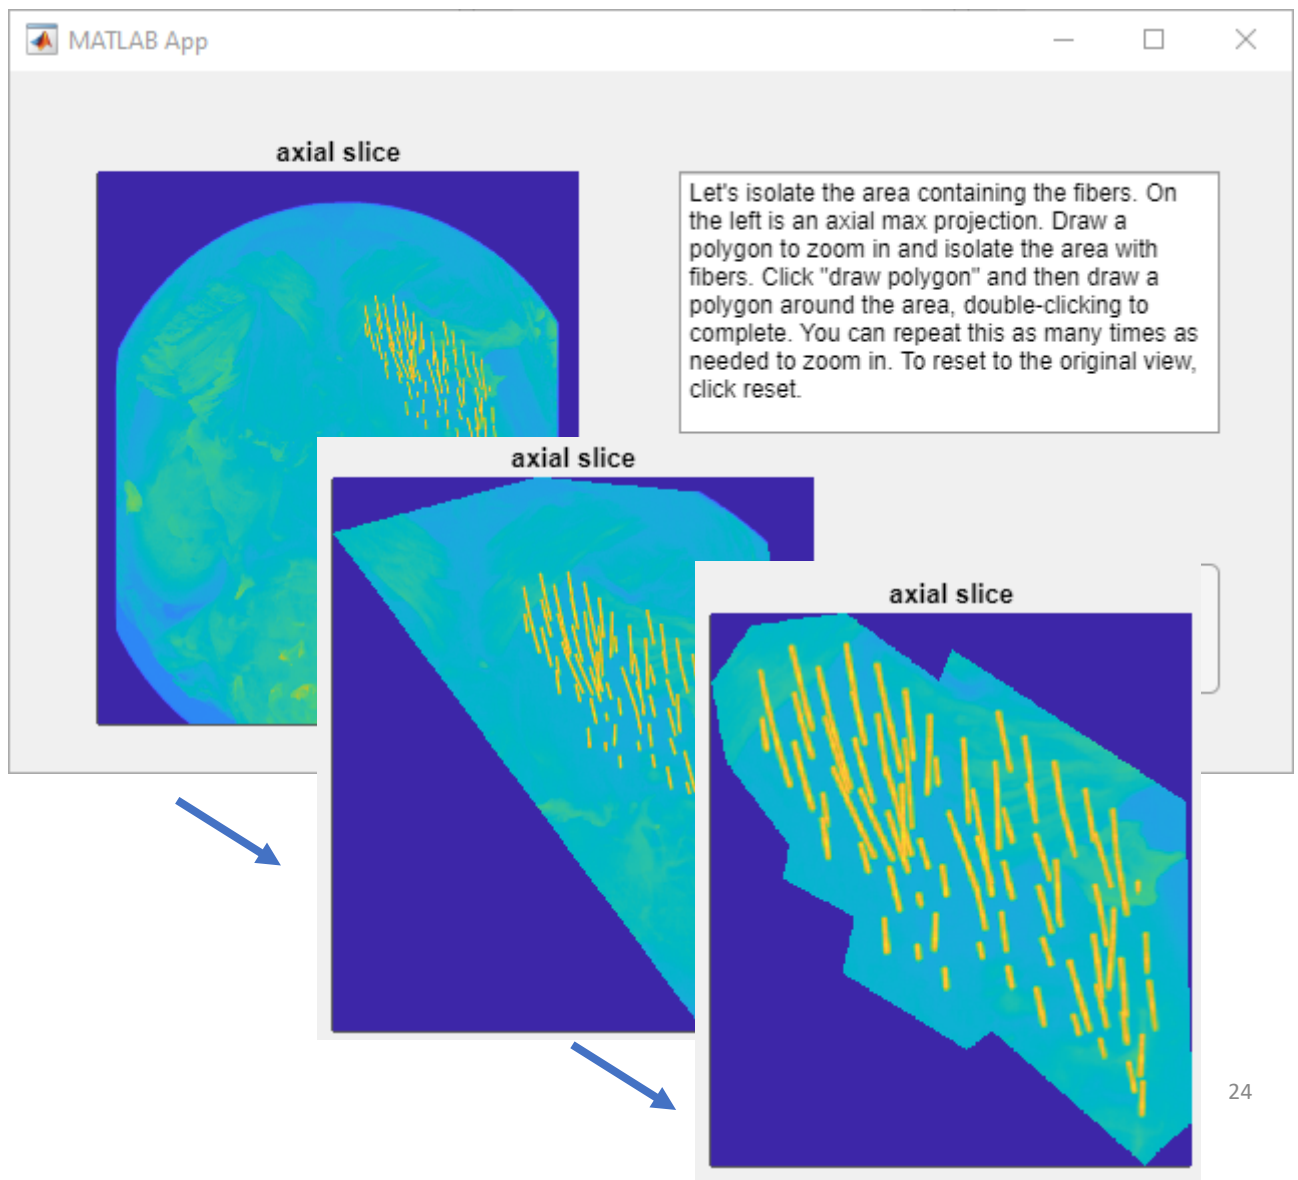 MATLAB App
axial slice
Let's isolate the area containing the fibers. On
the left is an axial max projection. Draw a
polygon to zoom in and isolate the area with
fibers. Click "draw polygon" and then draw a
polygon around the area, double-clicking to
complete. You can repeat this as many times as
needed to zoom in. To reset to the original view,
click reset.
axial slice
axial slice
24